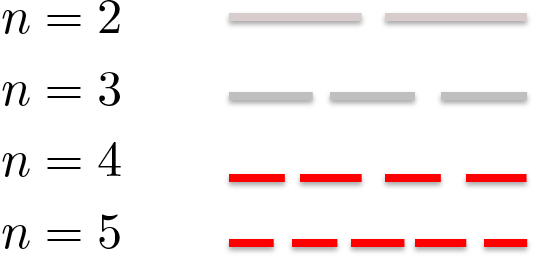 n = 2
n = 3
n = 4
n = 5